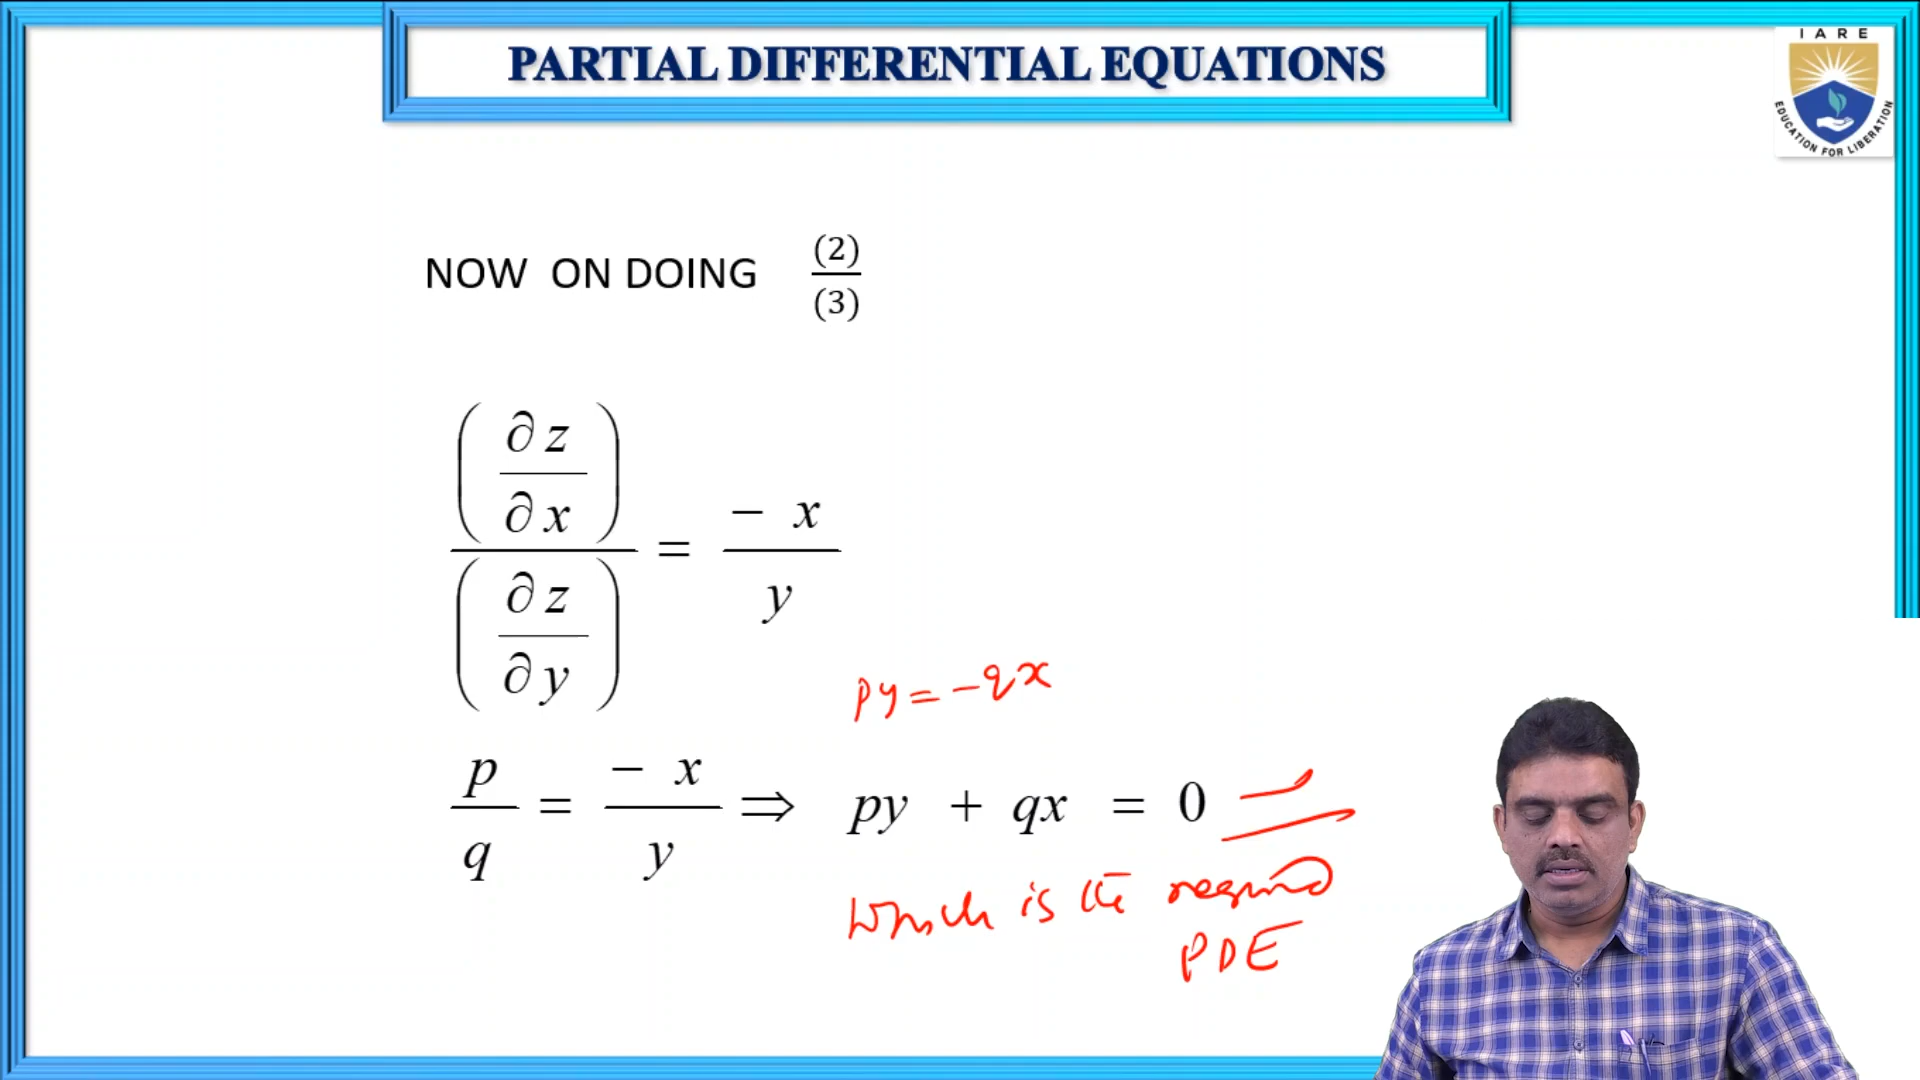 PARTIAL DIFFERENTIAL EQUATIONS
IARE
EDUCATION FOR LIBERATION
NOW ON DOING (2)/(3)
(∂z/∂x)/(∂z/∂y) = − x/y
py = −qx
p/q = − x/y ⇒ py + qx = 0
which is the required
PDE